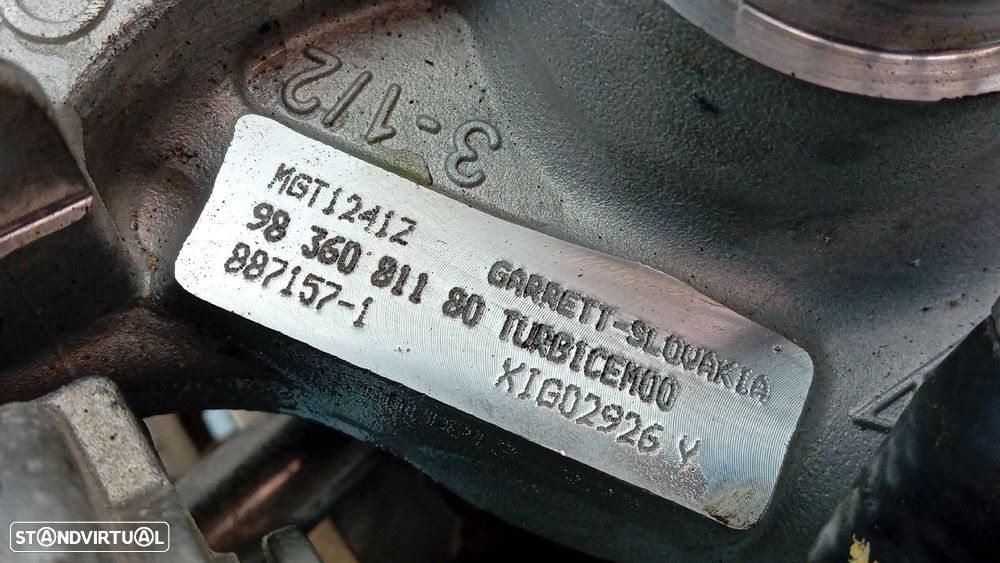 3-1/2
MGT1241Z GARRETT-SLOVAKIA
98 360 811 80 TURBICEM00
887157-1 XIG02926 Y
STANDVIRTUAL